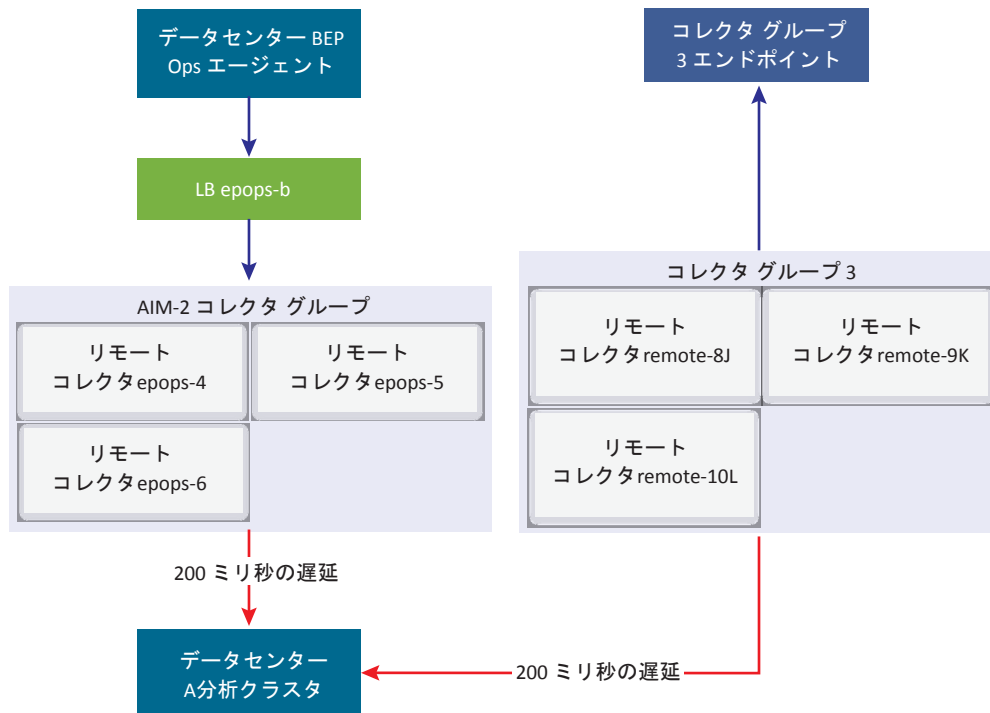 データセンター BEP
Ops エージェント
LB epops-b
AIM-2 コレクタ グループ
リモート
コレクタepops-4
リモート
コレクタepops-5
リモート
コレクタepops-6
200 ミリ秒の遅延
データセンター
A分析クラスタ
コレクタ グループ
3 エンドポイント
コレクタ グループ 3
リモート
コレクタremote-8J
リモート
コレクタremote-9K
リモート
コレクタremote-10L
200 ミリ秒の遅延